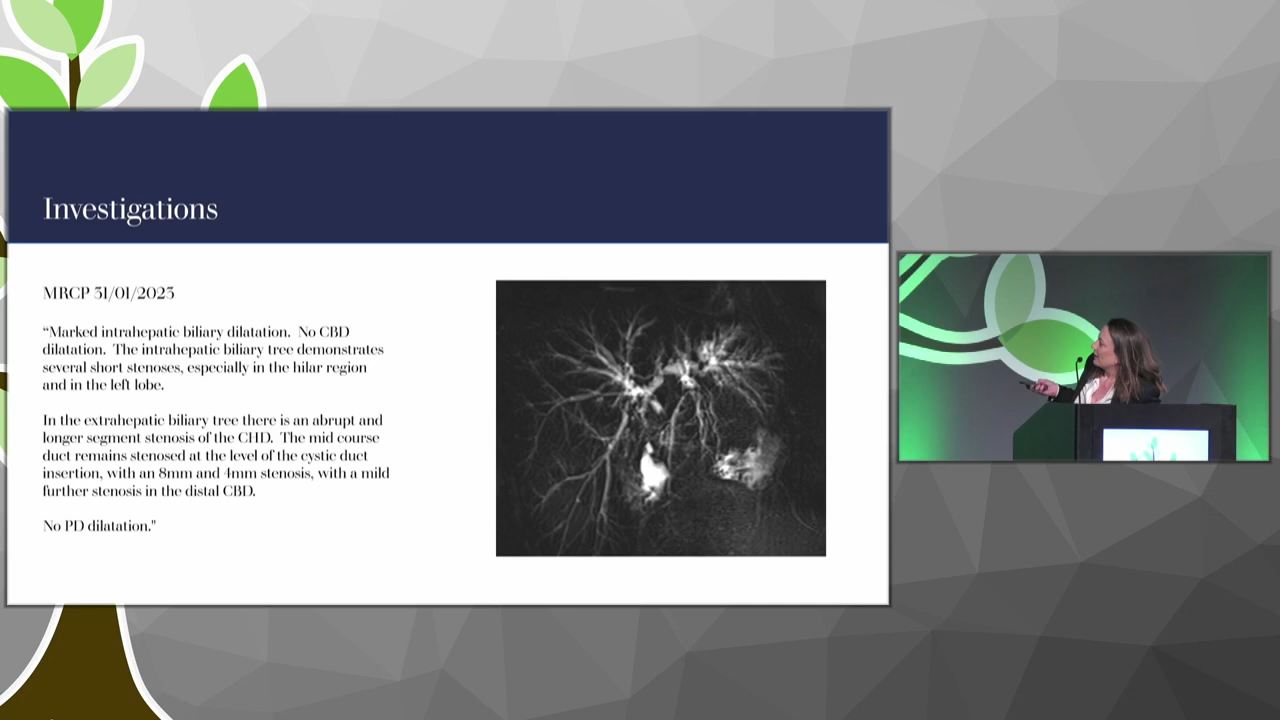 Investigations
MRCP 31/01/2023
“Marked intrahepatic biliary dilatation.  No CBD
dilatation.  The intrahepatic biliary tree demonstrates
several short stenoses, especially in the hilar region
and in the left lobe.
In the extrahepatic biliary tree there is an abrupt and
longer segment stenosis of the CHD.  The mid course
duct remains stenosed at the level of the cystic duct
insertion, with an 8mm and 4mm stenosis, with a mild
further stenosis in the distal CBD.
No PD dilatation."